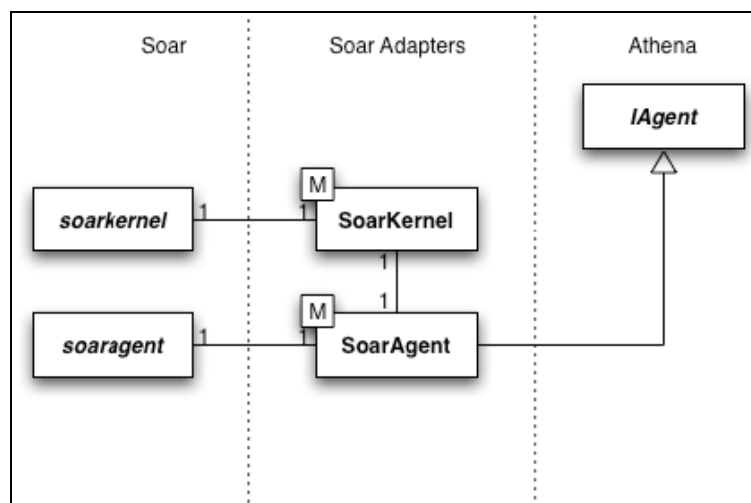 Soar Soar Adapters Athena
IAgent
M
soarkernel 1 1 SoarKernel
1
1
M
soaragent 1 1 SoarAgent